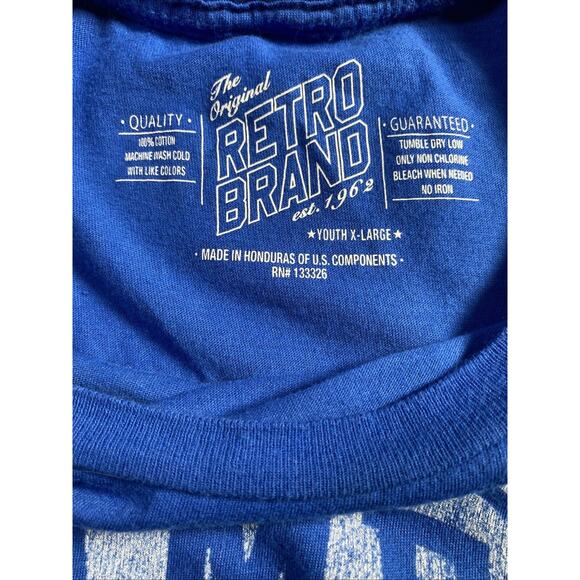 The
Original
RETRO
BRAND
est. 1962
· QUALITY ·
100% COTTON
MACHINE WASH COLD
WITH LIKE COLORS
· GUARANTEED ·
TUMBLE DRY LOW
ONLY NON CHLORINE
BLEACH WHEN NEEDED
NO IRON
★YOUTH X-LARGE★
· MADE IN HONDURAS OF U.S. COMPONENTS ·
RN# 133326